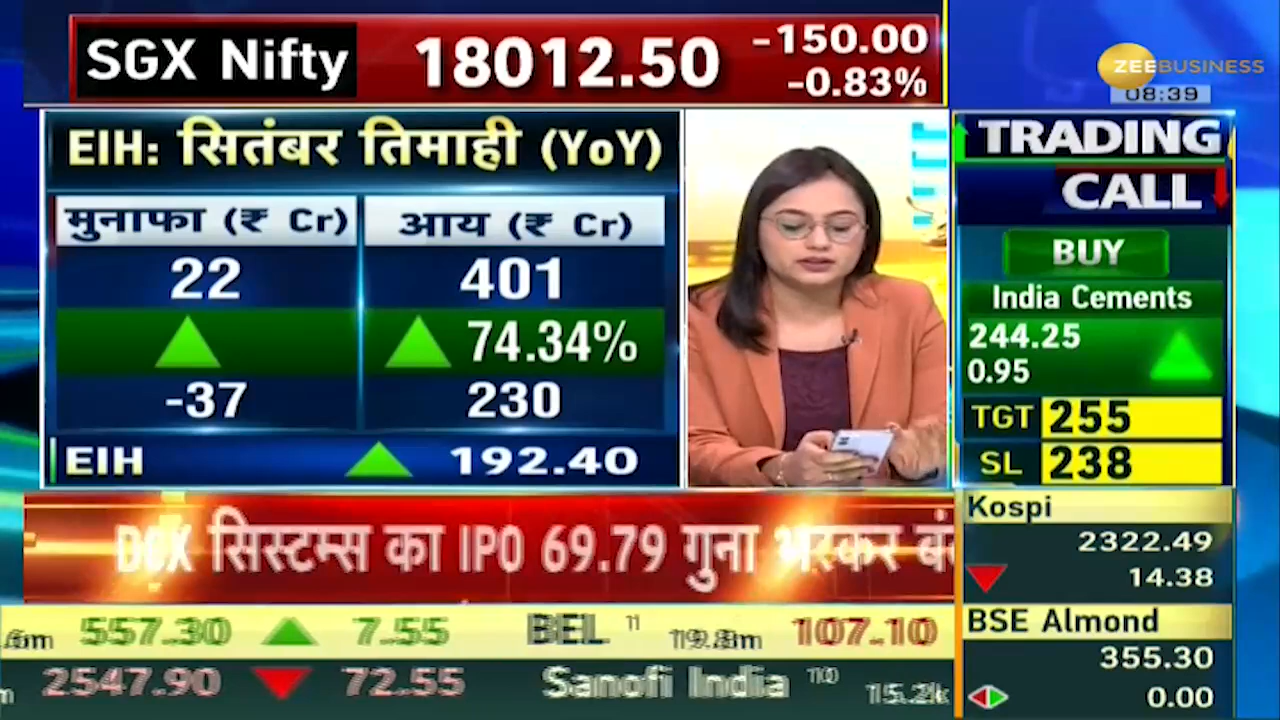 SGX Nifty 18012.50 -150.00
-0.83%
ZEEBUSINESS
08:39
EIH: सितंबर तिमाही (YoY)
मुनाफा (₹ Cr) आय (₹ Cr)
22 401
74.34%
-37 230
EIH 192.40
TRADING
CALL
BUY
India Cements
244.25
0.95
TGT 255
SL 238
सिस्टम्स का IPO 69.79 गुना भरकर
Kospi
2322.49
14.38
BSE Almond
355.30
0.00
557.30 7.55 BEL 107.10
2547.90 72.55 Sanofi India 15.2k